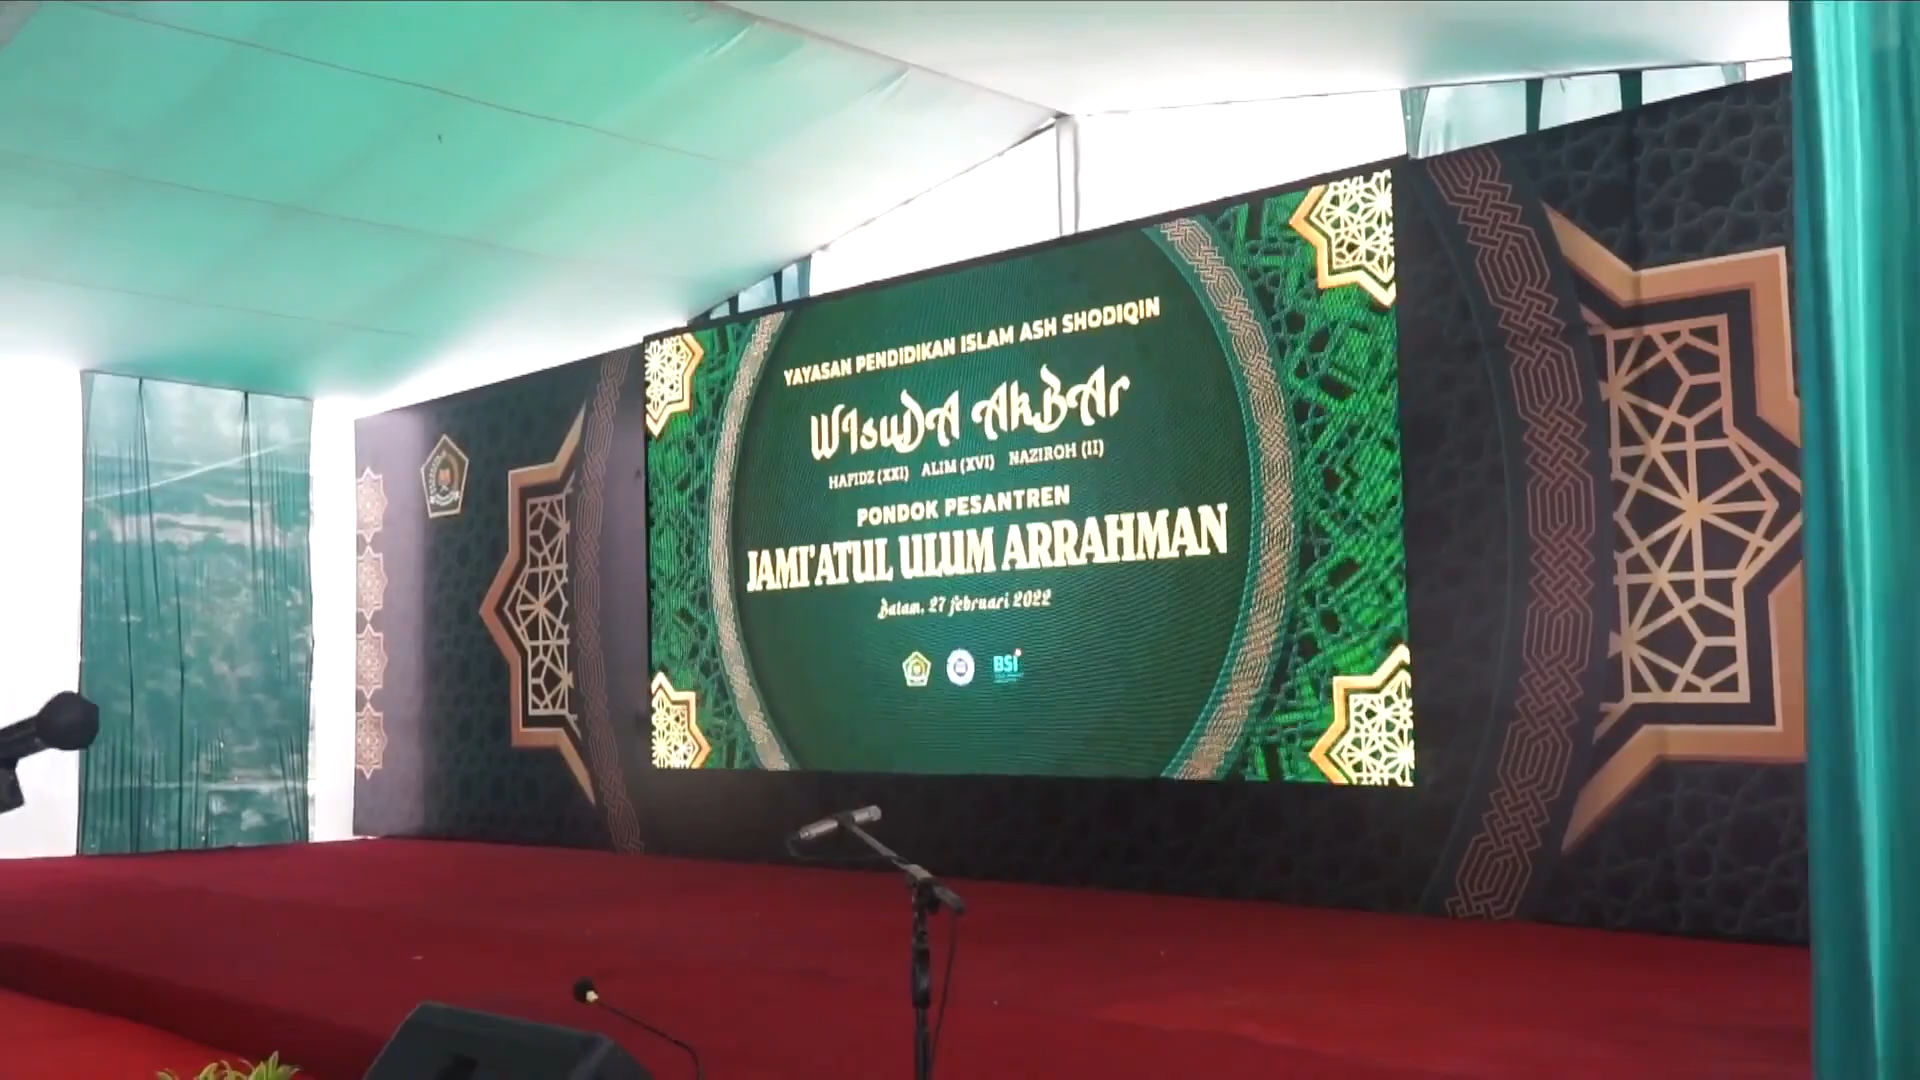 YAYASAN PENDIDIKAN ISLAM ASH SHODIQIN
WIsuDA AkBAr
HAFIDZ (XXI) ALIM (XVI) NAZIROH (II)
PONDOK PESANTREN
JAMI'ATUL ULUM ARRAHMAN
Batam, 27 februari 2022
BSI